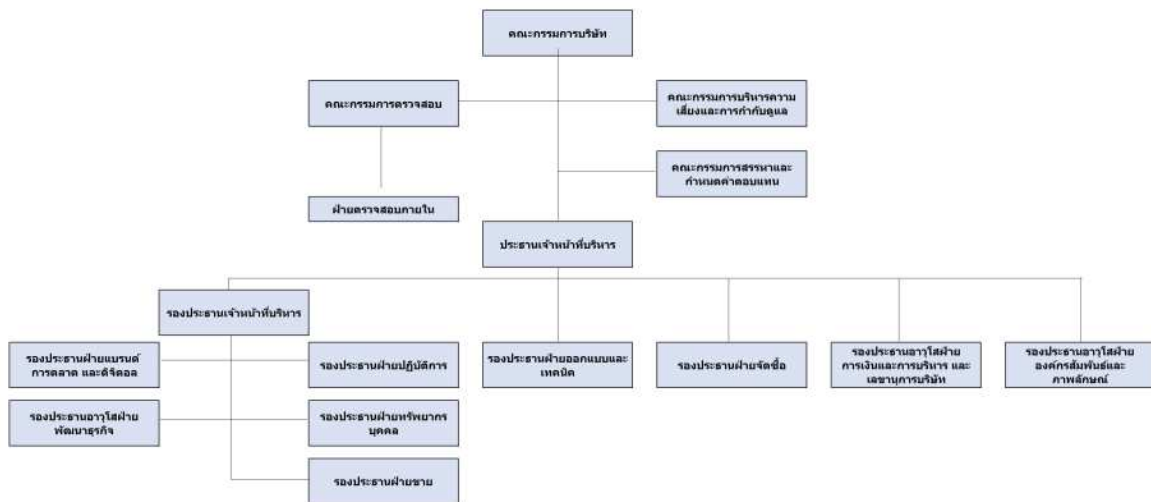 คณะกรรมการบริษัท
คณะกรรมการตรวจสอบ
คณะกรรมการบริหารความ
เสี่ยงและการกำกับดูแล
คณะกรรมการสรรหาและ
กำหนดค่าตอบแทน
ฝ่ายตรวจสอบภายใน
ประธานเจ้าหน้าที่บริหาร
รองประธานเจ้าหน้าที่บริหาร
รองประธานฝ่ายแบรนด์
การตลาด และดิจิตอล
รองประธานฝ่ายปฏิบัติการ
รองประธานฝ่ายออกแบบและ
เทคนิค
รองประธานฝ่ายจัดซื้อ
รองประธานอาวุโสฝ่าย
การเงินและการบริหาร และ
เลขานุการบริษัท
รองประธานอาวุโสฝ่าย
องค์กรสัมพันธ์และ
ภาพลักษณ์
รองประธานอาวุโสฝ่าย
พัฒนาธุรกิจ
รองประธานฝ่ายทรัพยากร
บุคคล
รองประธานฝ่ายขาย